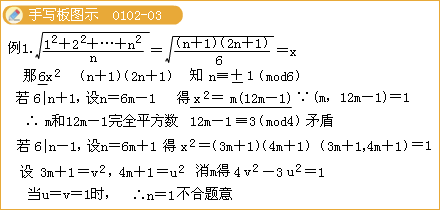 手写板图示 0102-03
例1.√((1²+2²+…+n²)/n)=√(((n+1)(2n+1))/6)=x
那6x² (n+1)(2n+1) 知 n≡±1(mod6)
若6|n+1,设n=6m-1 得 x²=m(12m-1)∵(m,12m-1)=1
∴ m和12m-1完全平方数 12m-1≡3(mod4)矛盾
若6|n-1,设n=6m+1 得x²=(3m+1)(4m+1) (3m+1,4m+1)=1
设 3m+1=v²,4m+1=u² 消m得4v²-3u²=1
当u=v=1时, ∴n=1不合题意